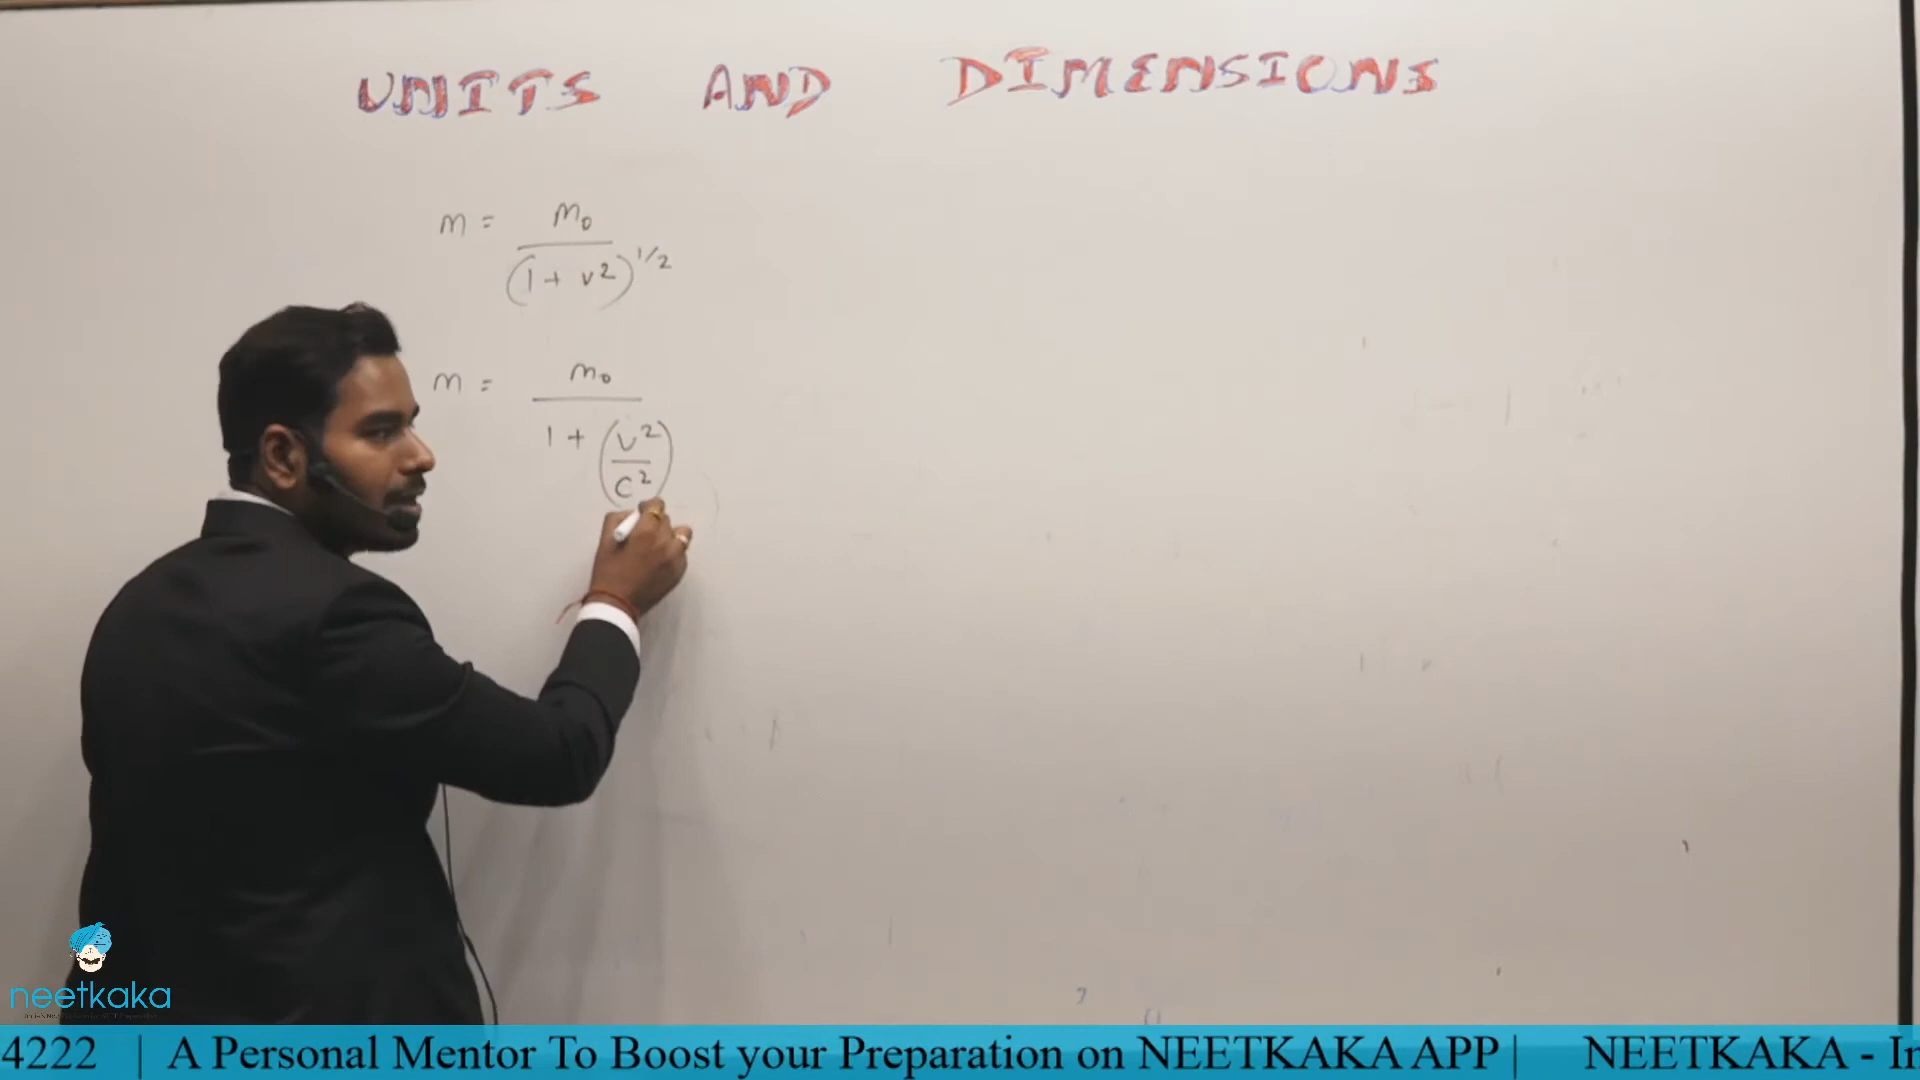 UNITS AND DIMENSIONS
m = m₀ / (1 + v²)^1/2
m = m₀ / 1 + (v²/c²)
neetkaka
4222 | A Personal Mentor To Boost your Preparation on NEETKAKA APP | NEETKAKA - In